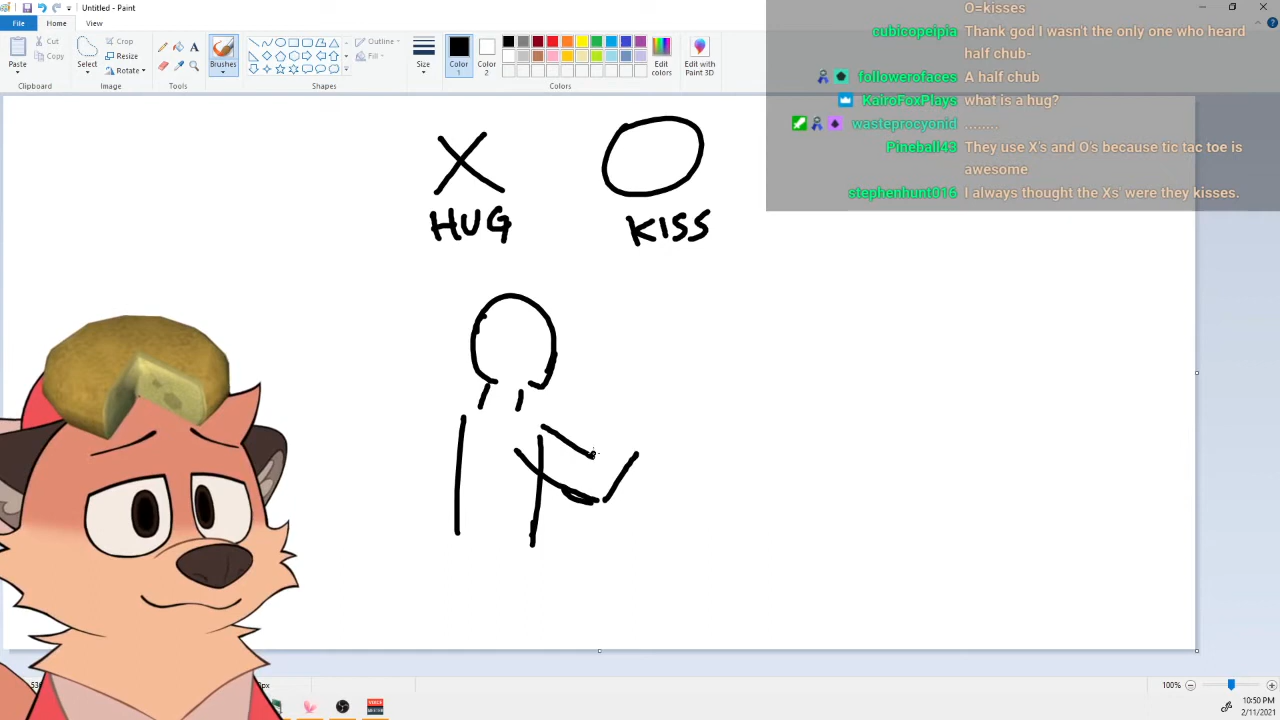 Untitled - Paint
File
Home
View
Paste
Cut
Copy
Clipboard
Select
Crop
Resize
Rotate
Image
A
Tools
Brushes
Outline
Fill
Shapes
Size
Color 1
Color 2
Edit colors
Colors
Edit with Paint 3D
O=kisses
cubicopeipia Thank god I wasn't the only one who heard
half chub-
followerofaces A half chub
KairoFoxPlays what is a hug?
wasteprocyonid ........
Pineball43 They use X's and O's because tic tac toe is
awesome
stephenhunt016 I always thought the Xs' were they kisses.
X O
HUG KISS
100%
10:50 PM
2/11/2021